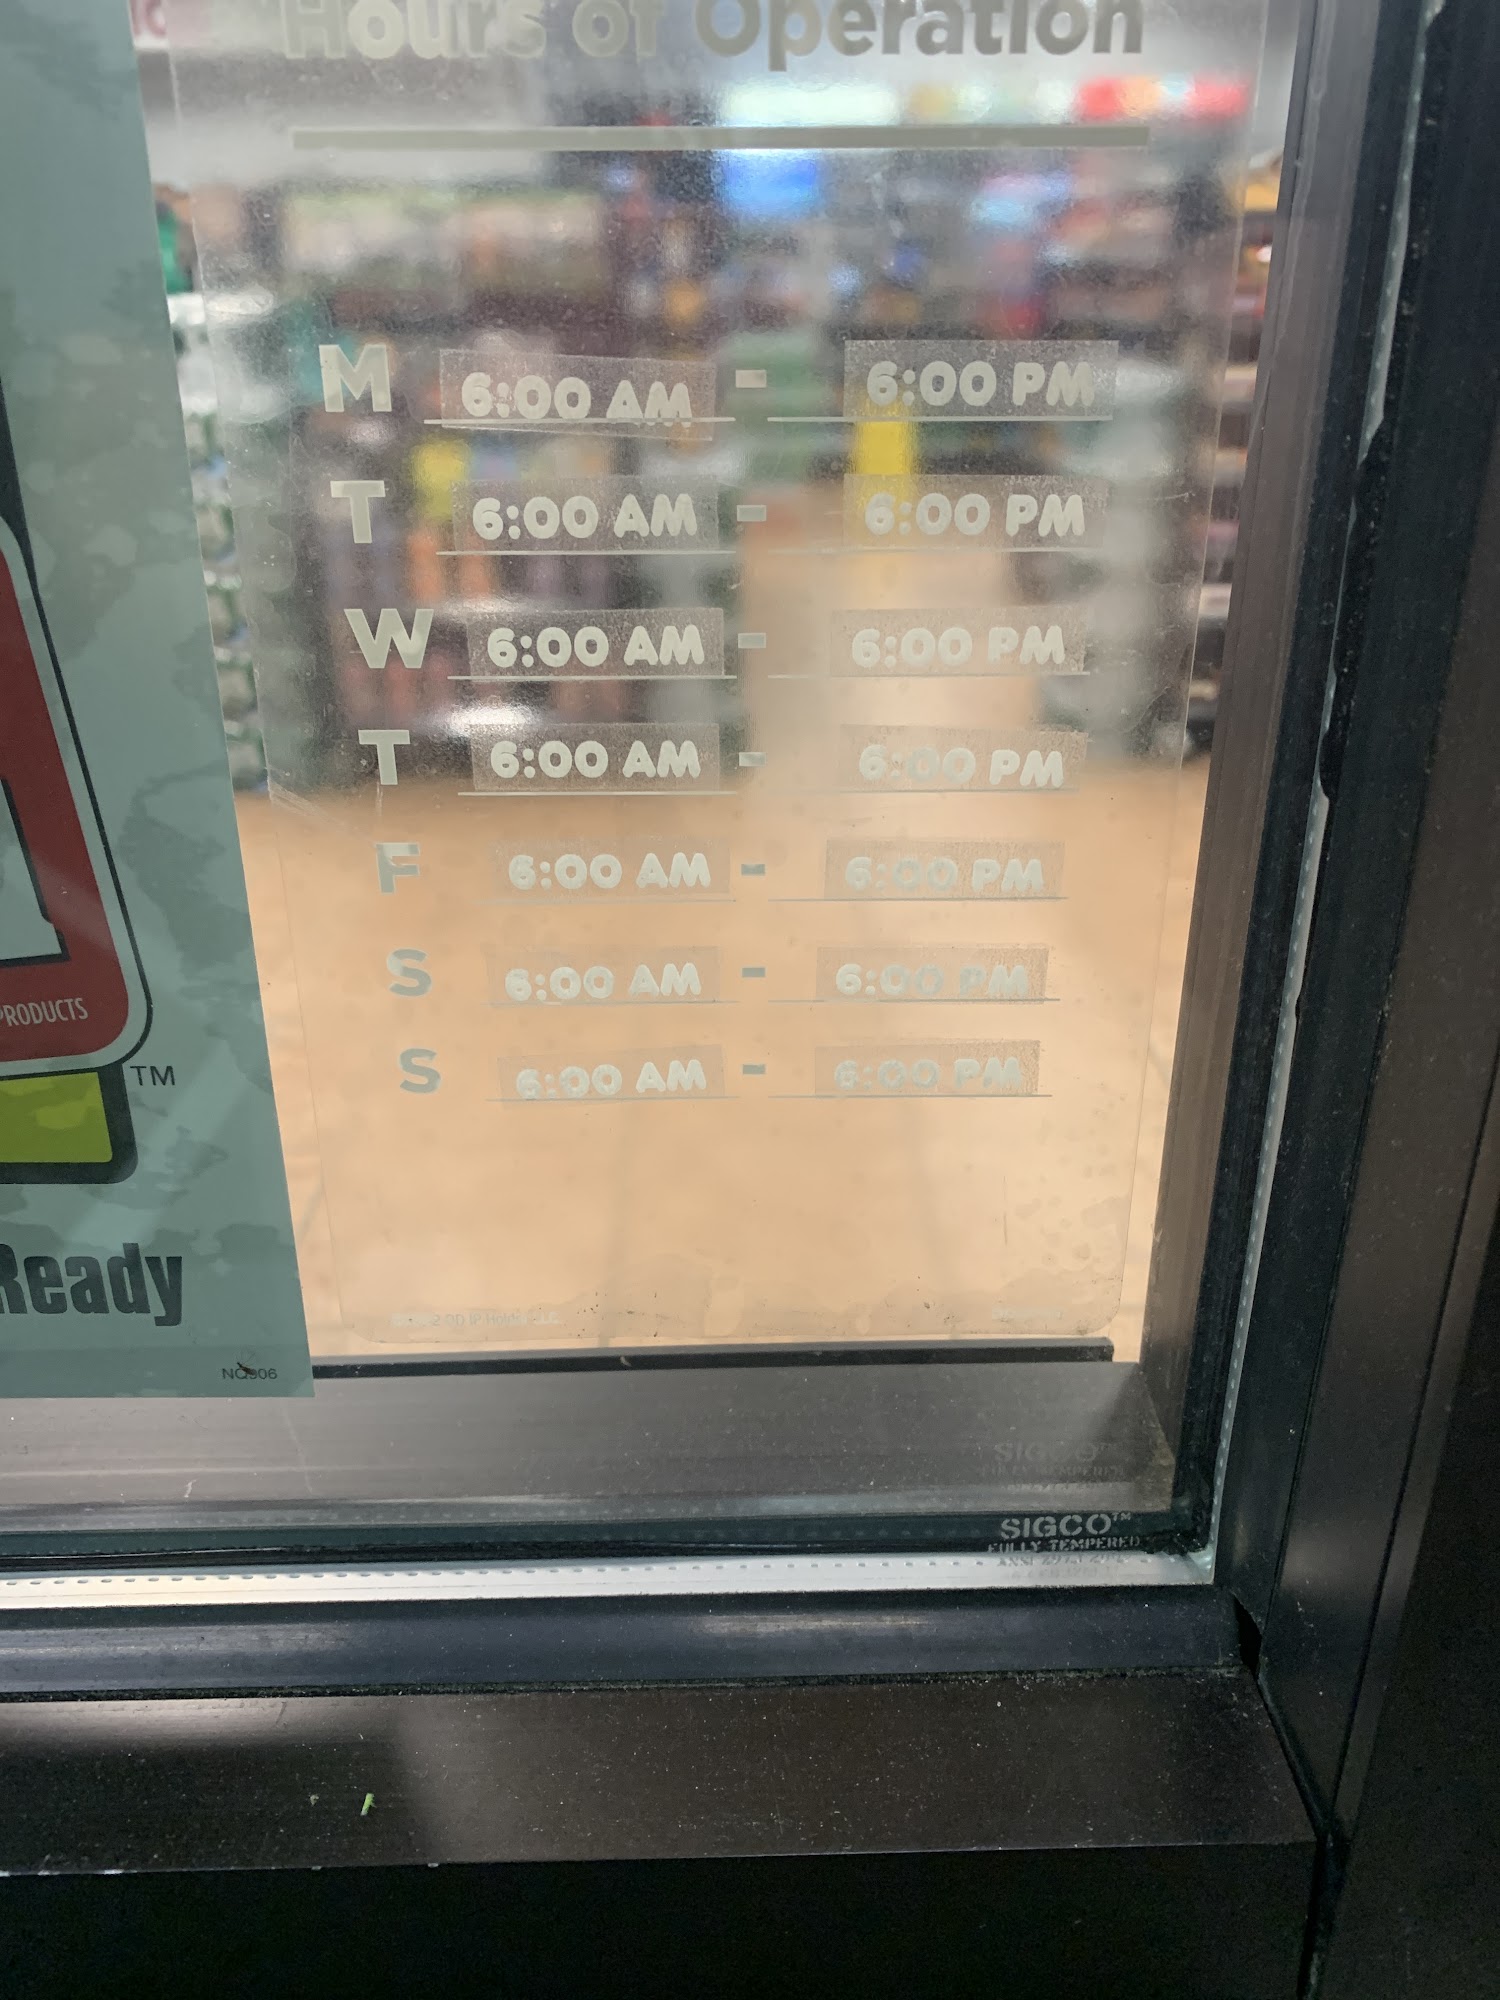 Hours of Operation
M 6:00 AM - 6:00 PM
T 6:00 AM - 6:00 PM
W 6:00 AM - 6:00 PM
T 6:00 AM - 6:00 PM
F 6:00 AM - 6:00 PM
S 6:00 AM - 6:00 PM
S 6:00 AM - 6:00 PM
PRODUCTS
TM
Ready
SIGCO™
FULLY TEMPERED